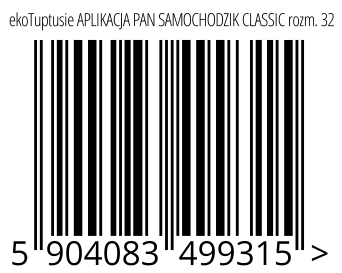 ekoTuptusie APLIKACJA PAN SAMOCHODZIK CLASSIC rozm. 32
5 904083 499315 >